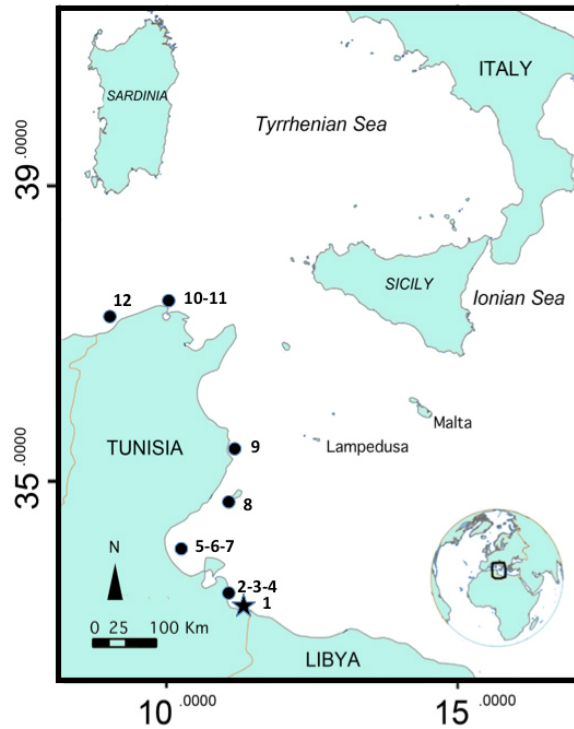 ITALY
SARDINIA
Tyrrhenian Sea
39 .0000
SICILY
Ionian Sea
12
10-11
Malta
TUNISIA
9
Lampedusa
35 .0000
8
5-6-7
N
2-3-4
1
0 25 100 Km
LIBYA
10 .0000
15 .0000